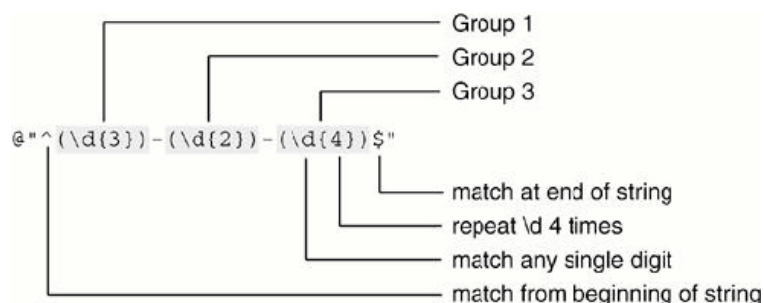 Group 1
Group 2
Group 3
@"^(\d{3})-(\d{2})-(\d{4})$"
match at end of string
repeat \d 4 times
match any single digit
match from beginning of string